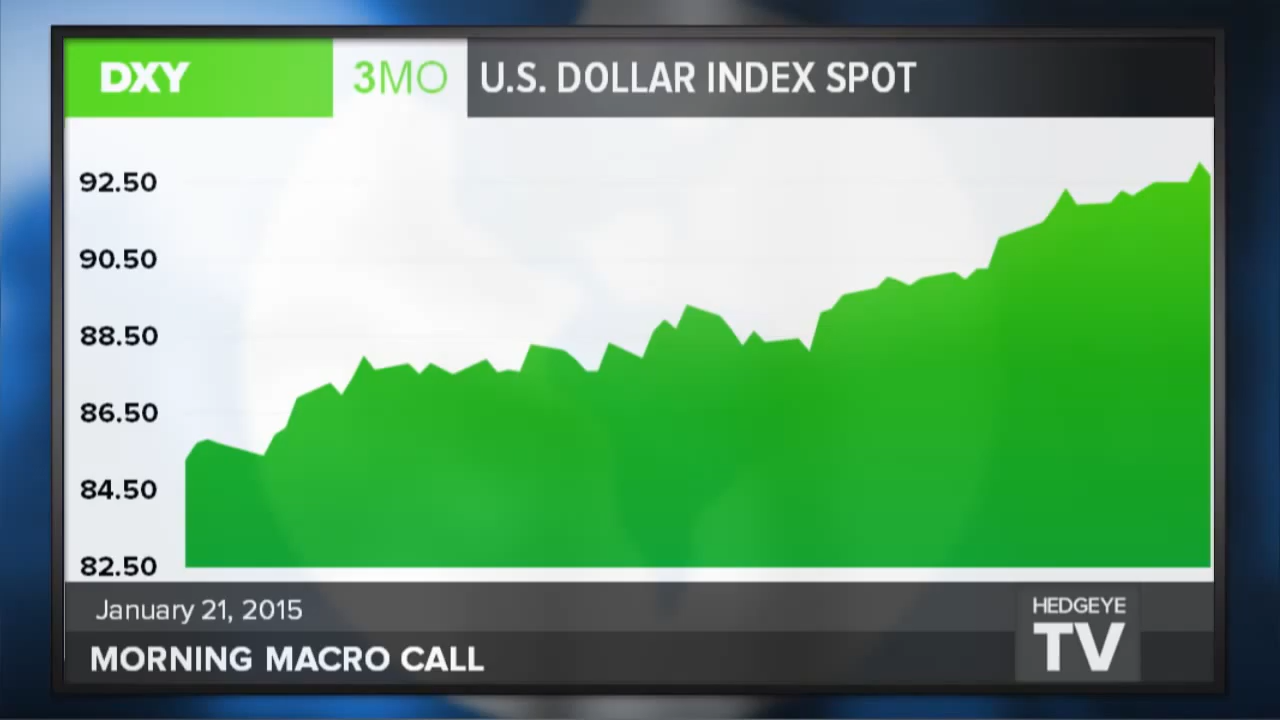 DXY 3MO U.S. DOLLAR INDEX SPOT
92.50
90.50
88.50
86.50
84.50
82.50
January 21, 2015
MORNING MACRO CALL
HEDGEYE
TV